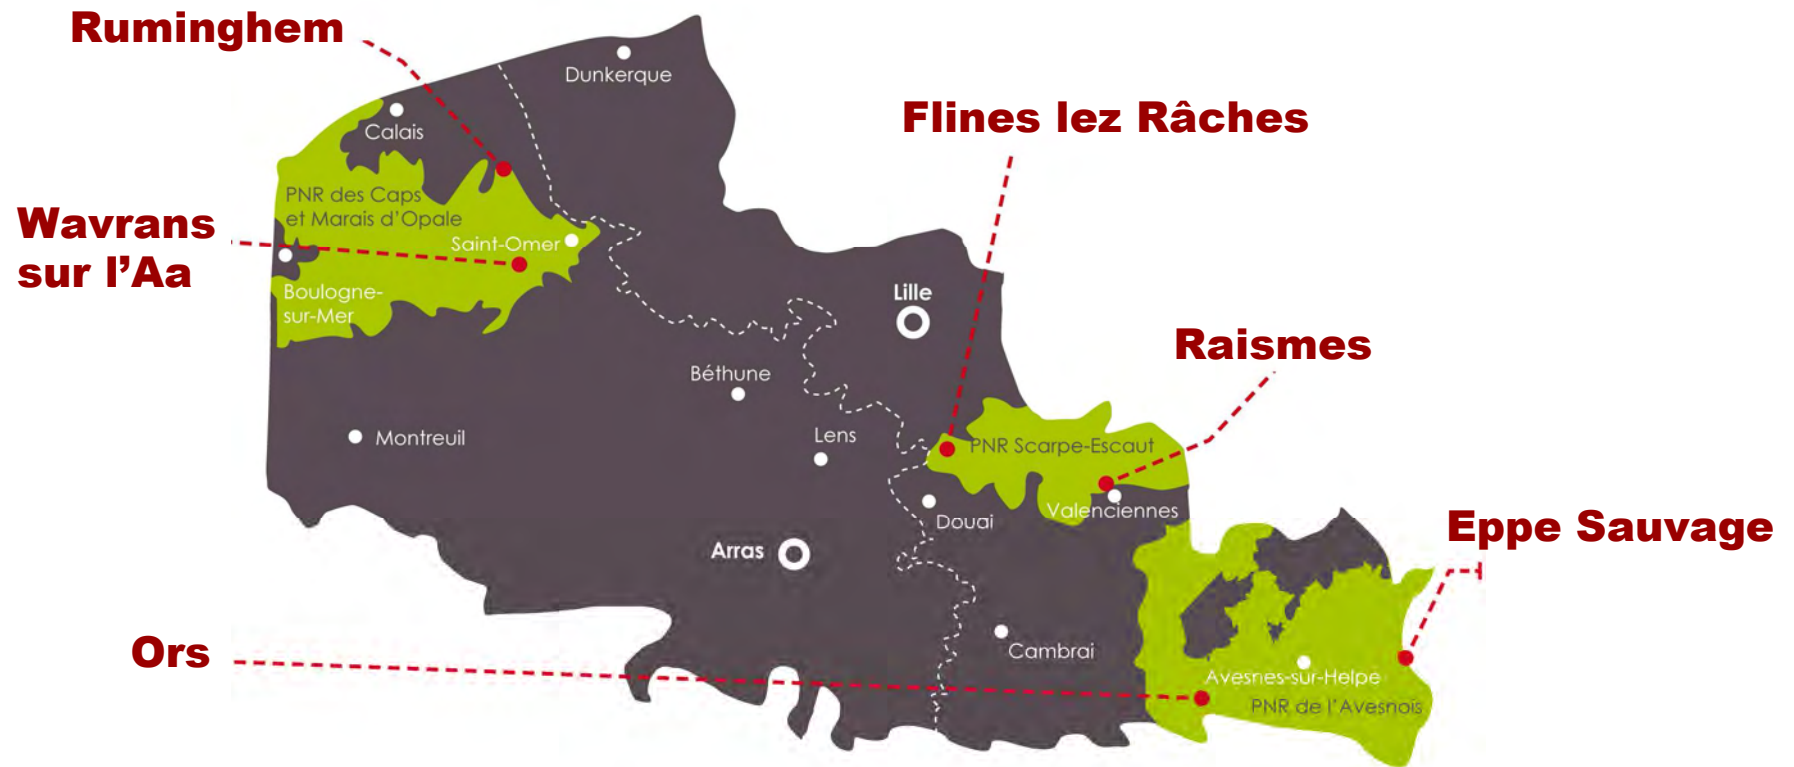 Ruminghem
Dunkerque
Flines lez Râches
Calais
PNR des Caps
et Marais d'Opale
Wavrans
sur l'Aa
Saint-Omer
Boulogne-
sur-Mer
Lille
Raismes
Béthune
Montreuil
Lens
PNR Scarpe-Escaut
Valenciennes
Douai
Eppe Sauvage
Arras
Ors
Cambrai
Avesnes-sur-Helpe
PNR de l'Avesnois